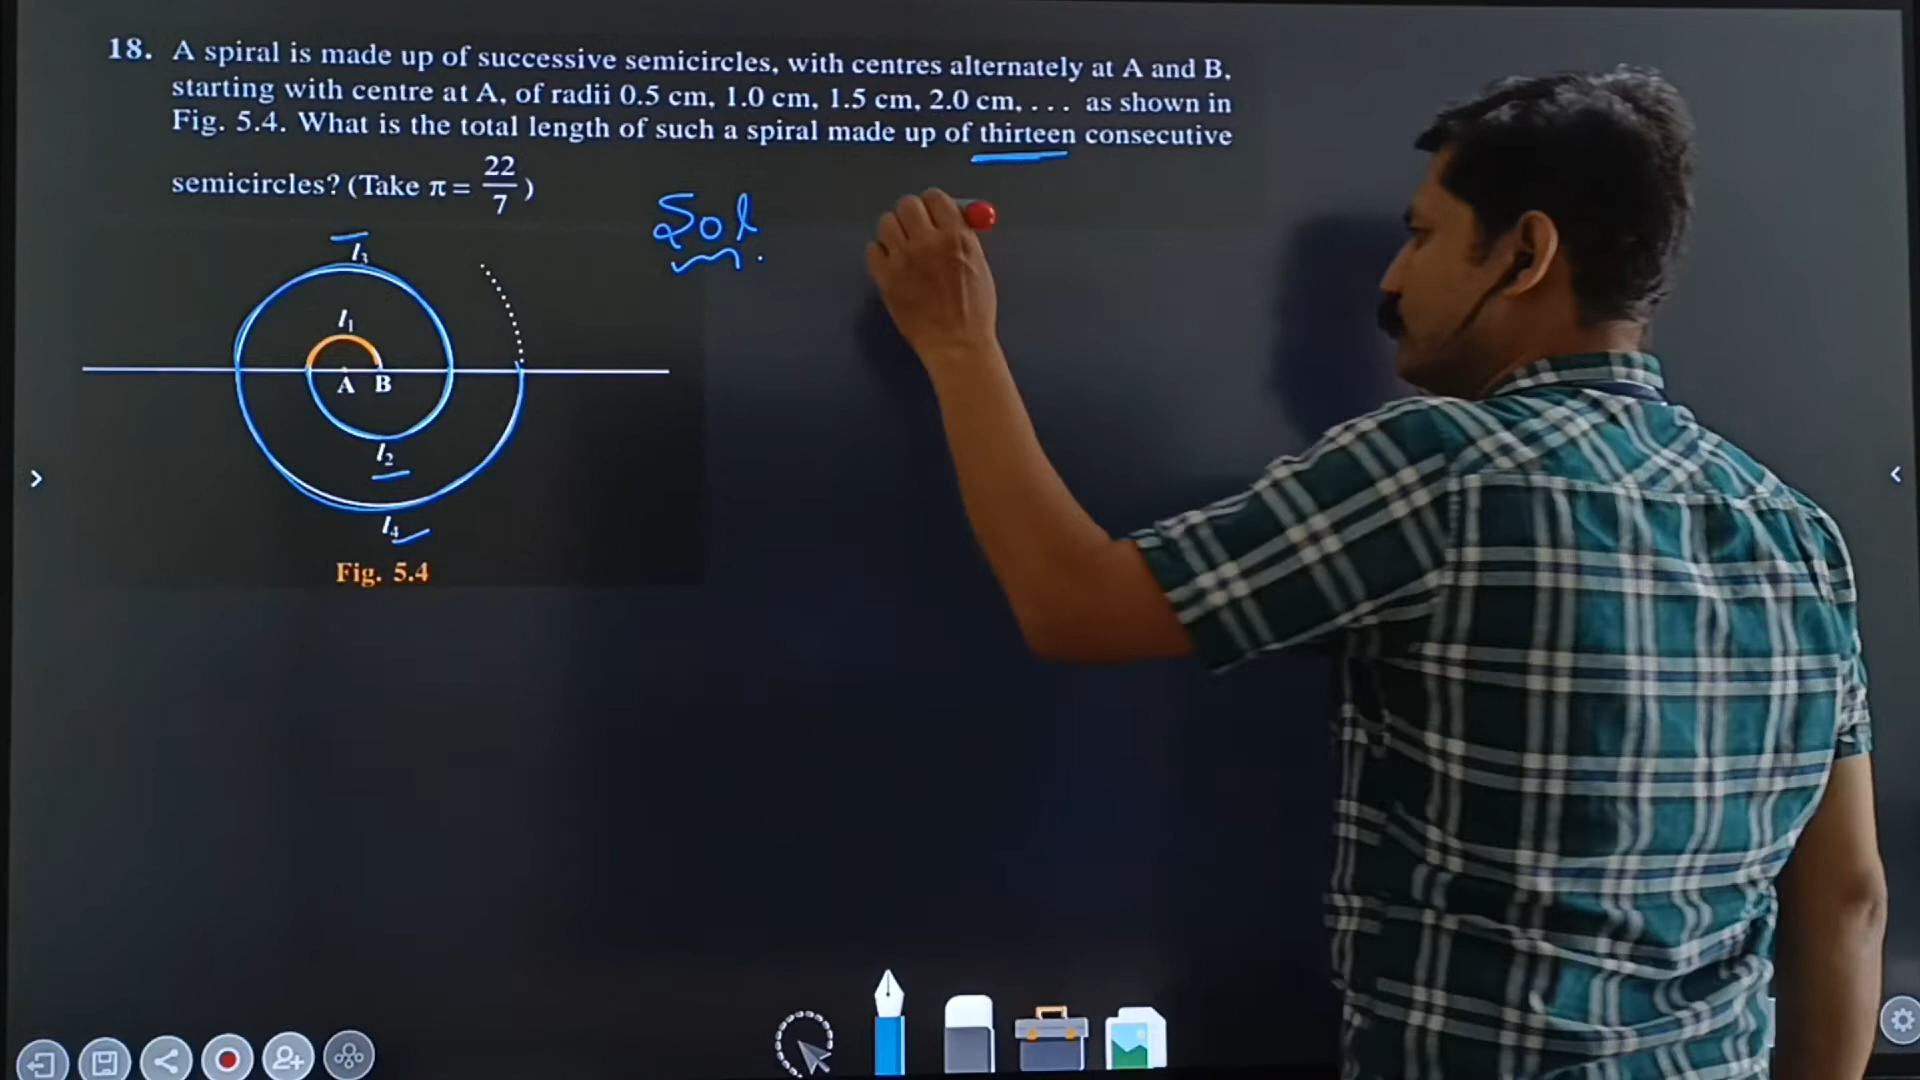 18. A spiral is made up of successive semicircles, with centres alternately at A and B,
starting with centre at A, of radii 0.5 cm, 1.0 cm, 1.5 cm, 2.0 cm, . . . as shown in
Fig. 5.4. What is the total length of such a spiral made up of thirteen consecutive
semicircles? (Take π = 22/7)
Sol.
l₃
l₁
A B
l₂
l₄
Fig. 5.4